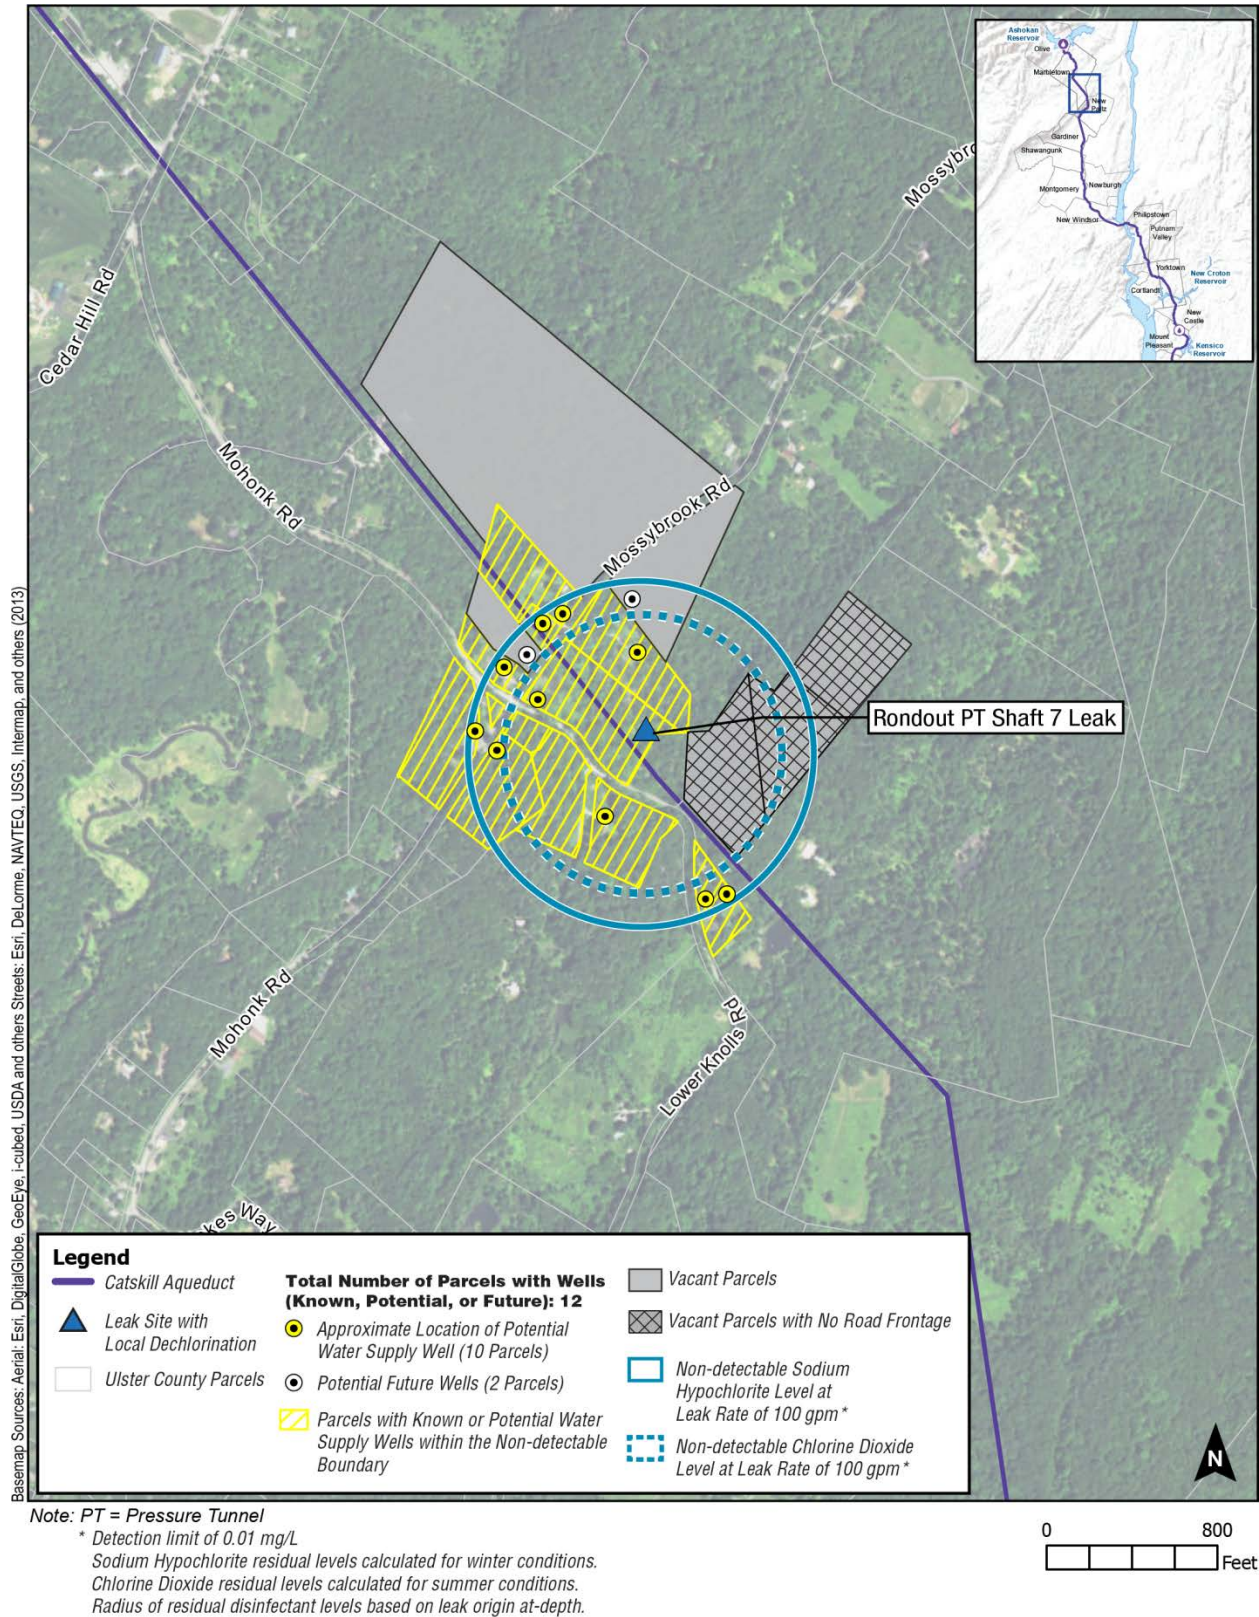 Ashokan
Reservoir
Olive
Marbletown
New
Paltz
Gardiner
Shawangunk
Montgomery
Newburgh
New Windsor
Philipstown
Putnam
Valley
Yorktown
New Croton
Reservoir
Cortlandt
New
Castle
Mount
Pleasant
Kensico
Reservoir
Mossybro
Cedar Hill Rd
Mohonk Rd
Mossybrook Rd
Rondout PT Shaft 7 Leak
Mohonk Rd
Lower Knolls Rd
kes Way
Basemap Sources: Aerial: Esri, DigitalGlobe, GeoEye, i-cubed, USDA and others Streets: Esri, DeLorme, NAVTEQ, USGS, Intermap, and others (2013)
Legend
Catskill Aqueduct
Leak Site with
Local Dechlorination
Ulster County Parcels
Total Number of Parcels with Wells
(Known, Potential, or Future): 12
Approximate Location of Potential
Water Supply Well (10 Parcels)
Potential Future Wells (2 Parcels)
Parcels with Known or Potential Water
Supply Wells within the Non-detectable
Boundary
Vacant Parcels
Vacant Parcels with No Road Frontage
Non-detectable Sodium
Hypochlorite Level at
Leak Rate of 100 gpm*
Non-detectable Chlorine Dioxide
Level at Leak Rate of 100 gpm*
N
Note: PT = Pressure Tunnel
* Detection limit of 0.01 mg/L
Sodium Hypochlorite residual levels calculated for winter conditions.
Chlorine Dioxide residual levels calculated for summer conditions.
Radius of residual disinfectant levels based on leak origin at-depth.
0 800
Feet